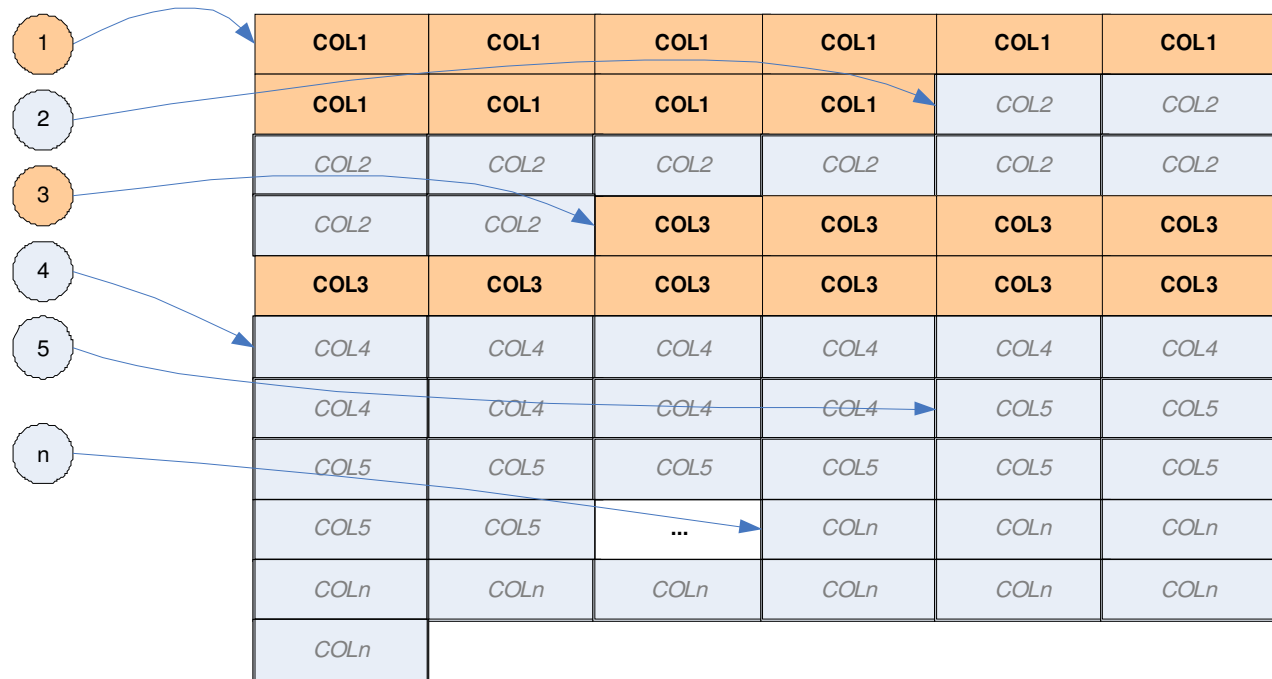 1 COL1 COL1 COL1 COL1 COL1 COL1
2 COL1 COL1 COL1 COL1 COL2 COL2
COL2 COL2 COL2 COL2 COL2 COL2
3 COL2 COL2 COL3 COL3 COL3 COL3
4 COL3 COL3 COL3 COL3 COL3 COL3
5 COL4 COL4 COL4 COL4 COL4 COL4
COL4 COL4 COL4 COL4 COL5 COL5
n COL5 COL5 COL5 COL5 COL5 COL5
COL5 COL5 ... COLn COLn COLn
COLn COLn COLn COLn COLn COLn
COLn